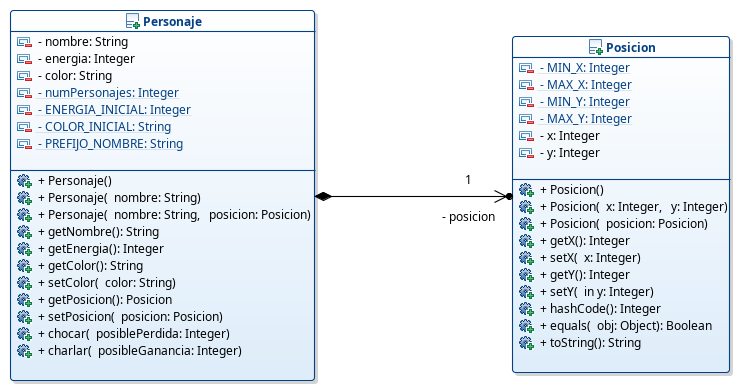 Personaje
- nombre: String
- energia: Integer
- color: String
- numPersonajes: Integer
- ENERGIA_INICIAL: Integer
- COLOR_INICIAL: String
- PREFIJO_NOMBRE: String
+ Personaje()
+ Personaje( nombre: String)
+ Personaje( nombre: String, posicion: Posicion)
+ getNombre(): String
+ getEnergia(): Integer
+ getColor(): String
+ setColor( color: String)
+ getPosicion(): Posicion
+ setPosicion( posicion: Posicion)
+ chocar( posiblePerdida: Integer)
+ charlar( posibleGanancia: Integer)
1
- posicion
Posicion
- MIN_X: Integer
- MAX_X: Integer
- MIN_Y: Integer
- MAX_Y: Integer
- x: Integer
- y: Integer
+ Posicion()
+ Posicion( x: Integer, y: Integer)
+ Posicion( posicion: Posicion)
+ getX(): Integer
+ setX( x: Integer)
+ getY(): Integer
+ setY( in y: Integer)
+ hashCode(): Integer
+ equals( obj: Object): Boolean
+ toString(): String